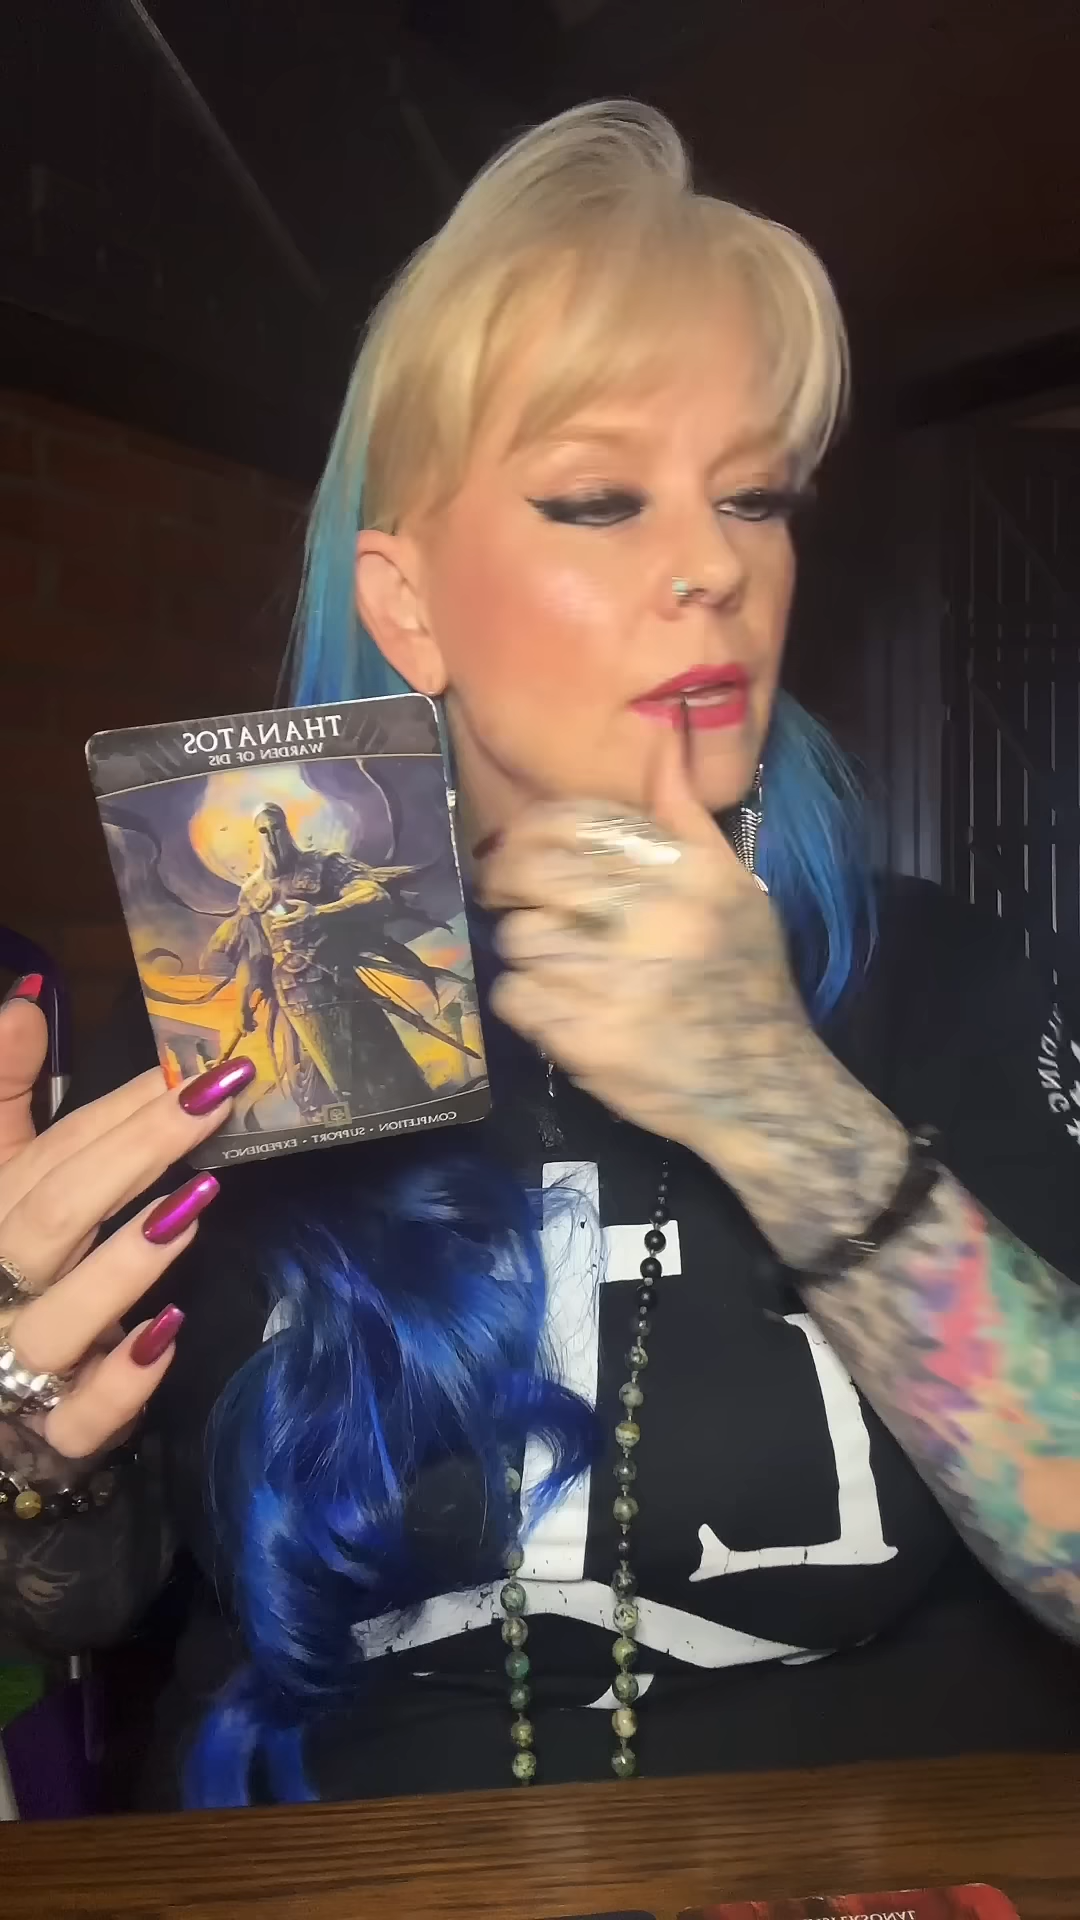 THANATOS
WARDEN OF DIS
COMPLETION • SUPPORT • EXPEDIENCY